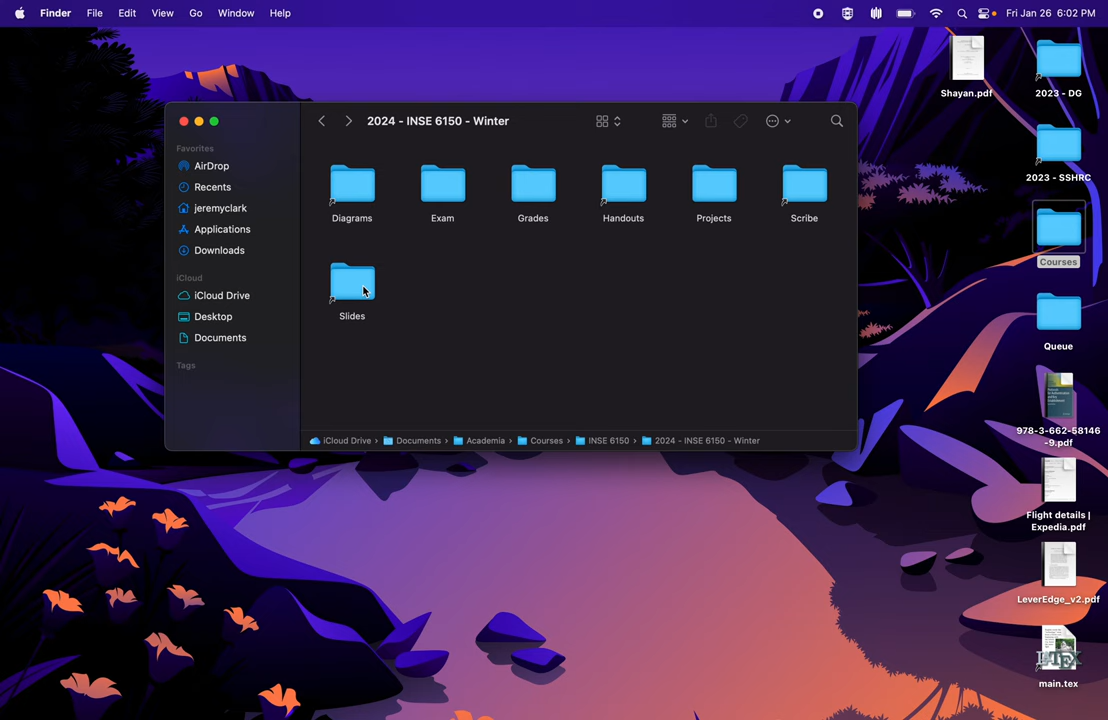 Finder File Edit View Go Window Help Fri Jan 26 6:02 PM
2024 - INSE 6150 - Winter
Favorites
AirDrop
Recents
jeremyclark
Applications
Downloads
iCloud
iCloud Drive
Desktop
Documents
Tags
Diagrams Exam Grades Handouts Projects Scribe
Slides
iCloud Drive › Documents › Academia › Courses › INSE 6150 › 2024 - INSE 6150 - Winter
Shayan.pdf
2023 - DG
2023 - SSHRC
Courses
Queue
978-3-662-58146
-9.pdf
Flight details |
Expedia.pdf
LeverEdge_v2.pdf
main.tex